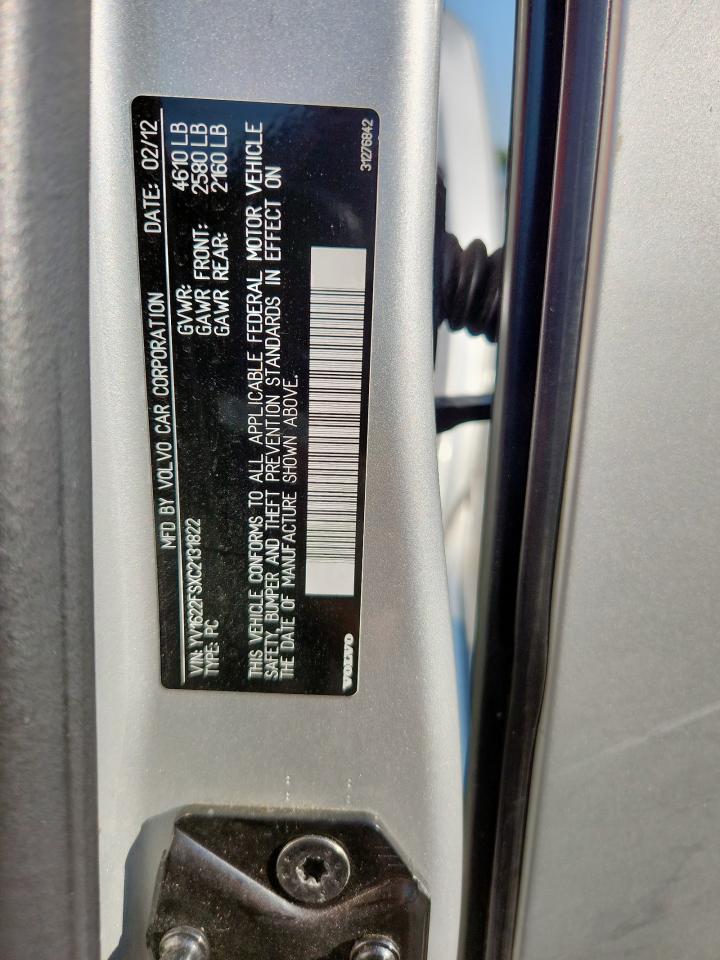 MFD BY VOLVO CAR CORPORATION DATE: 02/12
VIN: YV1622FSXC2131822 GVWR: 4610 LB
TYPE: PC GAWR FRONT: 2580 LB
GAWR REAR: 2160 LB
THIS VEHICLE CONFORMS TO ALL APPLICABLE FEDERAL MOTOR VEHICLE
SAFETY, BUMPER AND THEFT PREVENTION STANDARDS IN EFFECT ON
THE DATE OF MANUFACTURE SHOWN ABOVE.
VOLVO 31276842